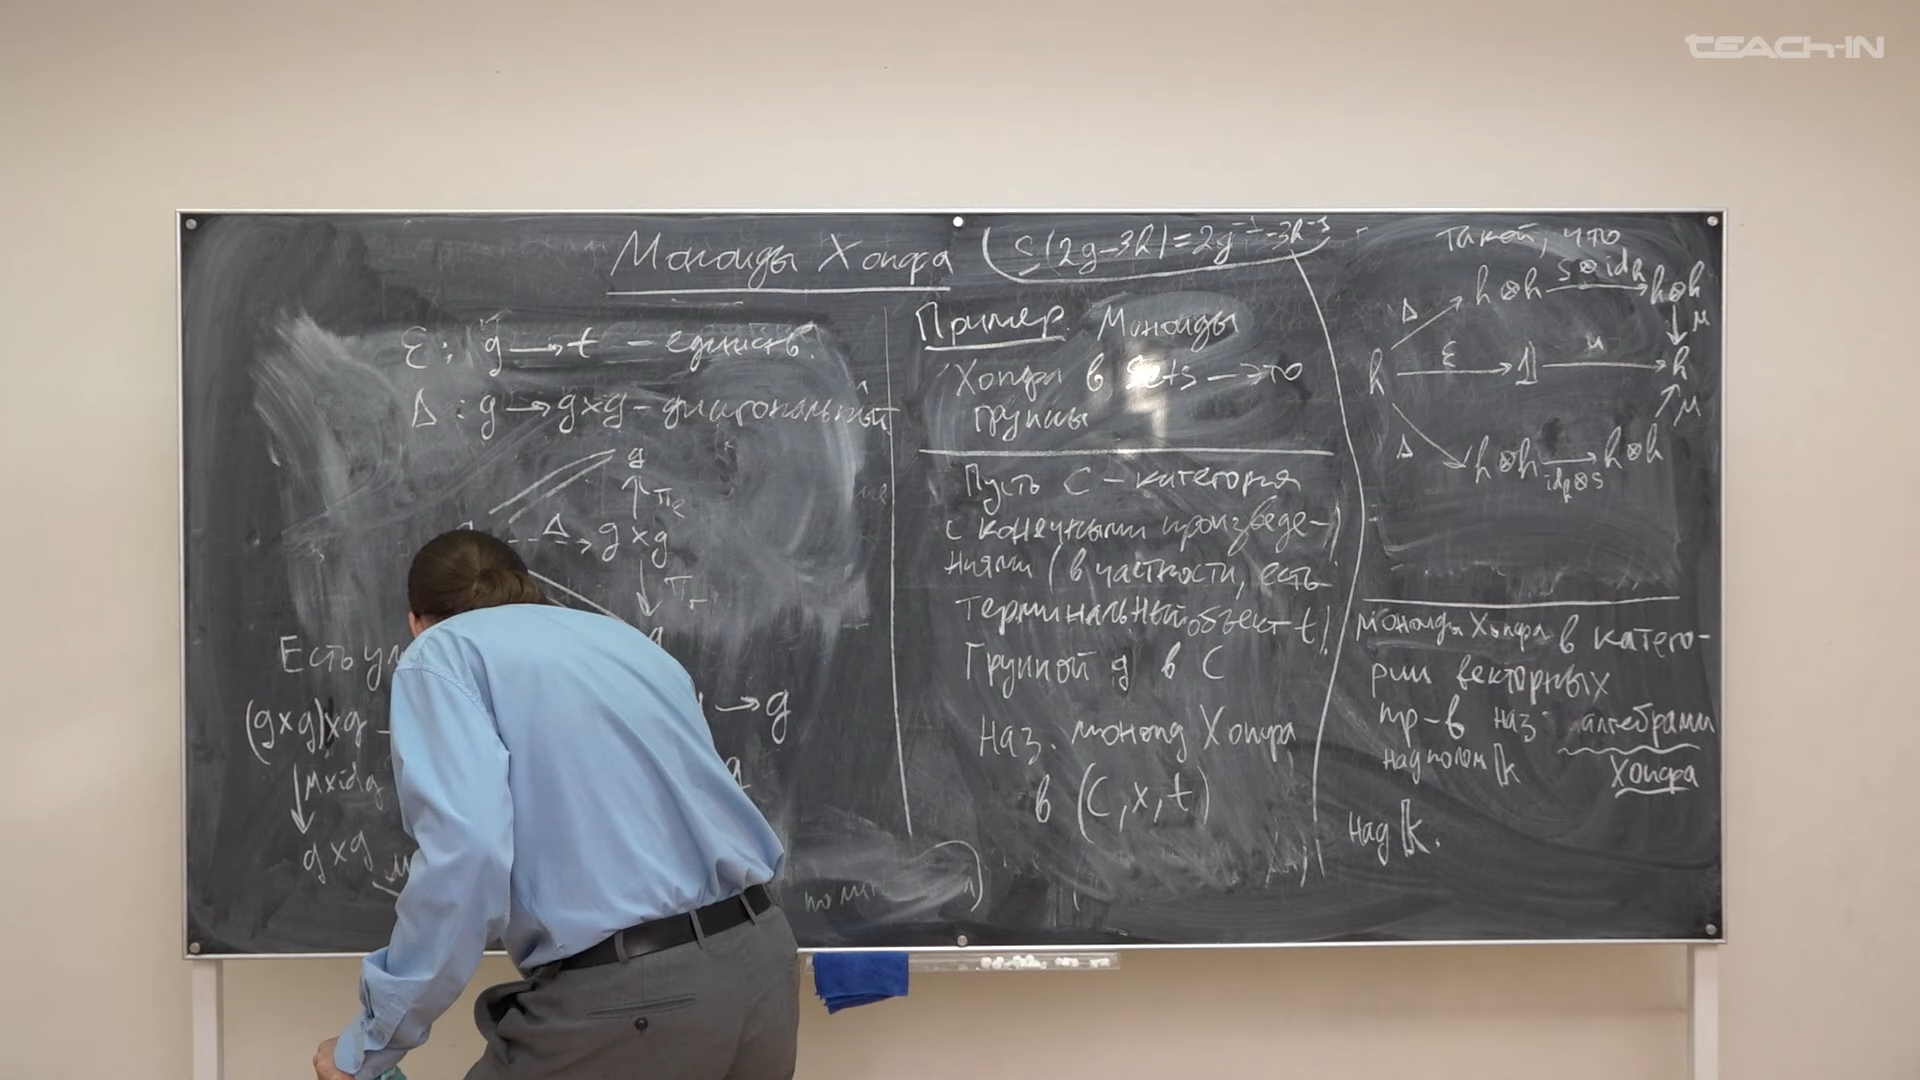 TEACH-IN
Моноиды Хопфа
S(2g-3h)=2g⁻¹-3h⁻¹
ε: g → t - единств.
Δ: g → g×g - диагональный
g
↑ π
Δ → g×g
↓ π
g
Есть
(g×g)×g
→ g
↓ μ×id_g
g×g
Пример. Моноиды
Хопфа в Sets — это
группы
Пусть C - категория
с конечными произведе-
ниями (в частности, есть
терминальный объект t).
Группой g в C
наз. моноид Хопфа
в (C, ×, t)
такой, что
Δ h⊗h S⊗id_h h⊗h
↓ μ
h ε 𝟙 u h
↗ μ
Δ h⊗h id_h⊗S h⊗h
Моноиды Хопфа в катего-
рии векторных
пр-в наз. алгебрами
над полем 𝕜 Хопфа
над 𝕜.